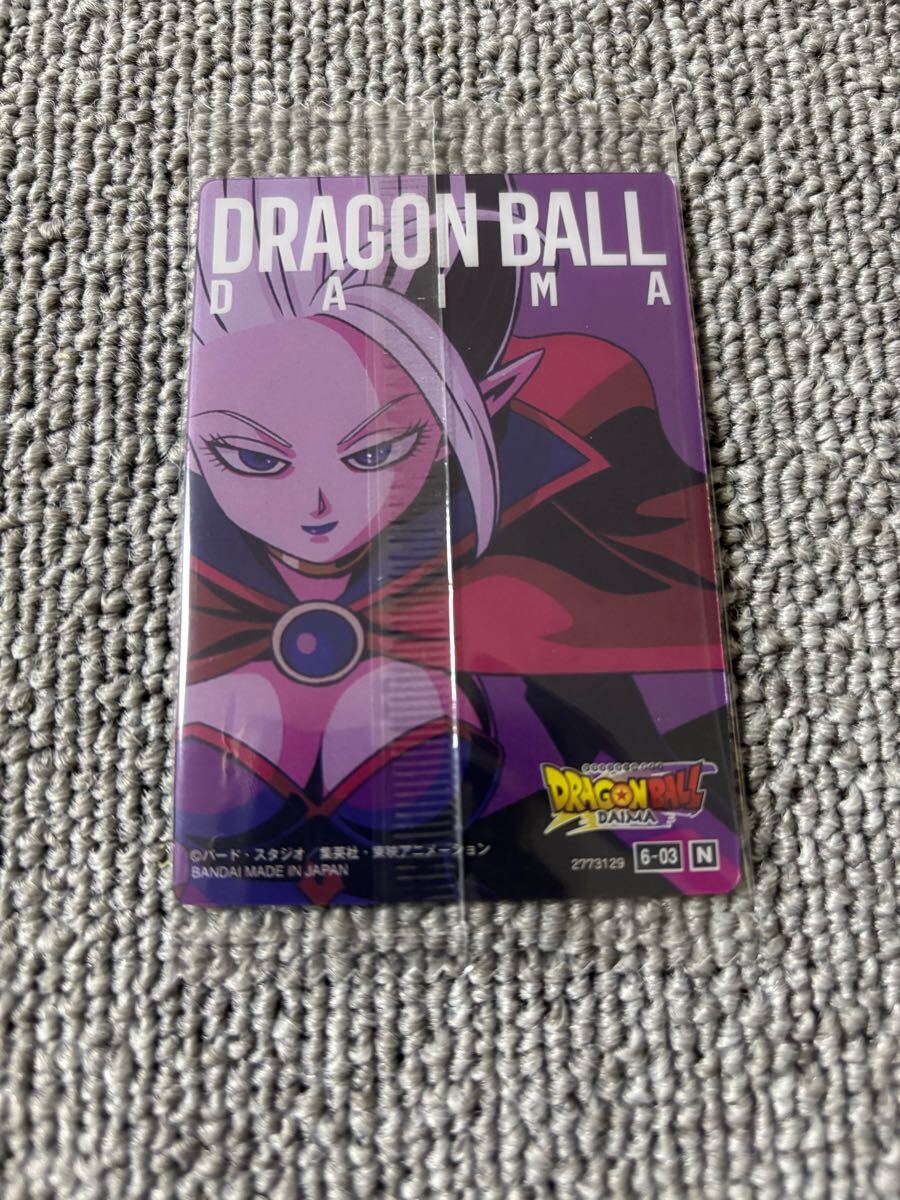 DRAGON BALL
DAIMA
DRAGON BALL
DAIMA
©バード・スタジオ/集英社・東映アニメーション
BANDAI MADE IN JAPAN
2773129 6-03 N